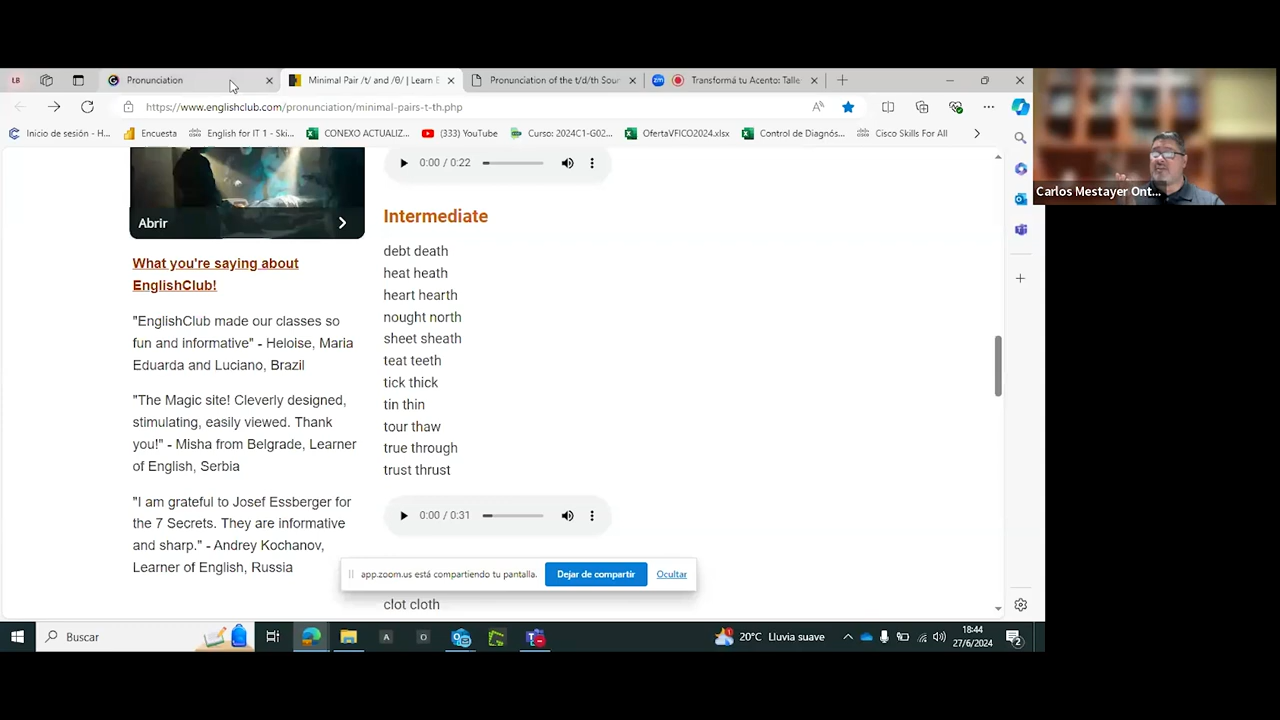 LB
Pronunciation
Minimal Pair /t/ and /θ/ | Learn E
Pronunciation of the t/d/th Sour
zm
Transformá tu Acento: Talle
https://www.englishclub.com/pronunciation/minimal-pairs-t-th.php
Inicio de sesión - H...
Encuesta
English for IT 1 - Ski...
CONEXO ACTUALIZ...
(333) YouTube
Curso: 2024C1-G02...
OfertaVFICO2024.xlsx
Control de Diagnós...
Cisco Skills For All
Carlos Mestayer Ont...
Abrir
What you're saying about
EnglishClub!
"EnglishClub made our classes so
fun and informative" - Heloise, Maria
Eduarda and Luciano, Brazil
"The Magic site! Cleverly designed,
stimulating, easily viewed. Thank
you!" - Misha from Belgrade, Learner
of English, Serbia
"I am grateful to Josef Essberger for
the 7 Secrets. They are informative
and sharp." - Andrey Kochanov,
Learner of English, Russia
0:00 / 0:22
Intermediate
debt death
heat heath
heart hearth
nought north
sheet sheath
teat teeth
tick thick
tin thin
tour thaw
true through
trust thrust
0:00 / 0:31
app.zoom.us está compartiendo tu pantalla.
Dejar de compartir
Ocultar
clot cloth
Buscar
A
O
20°C Lluvia suave
18:44
27/6/2024
2